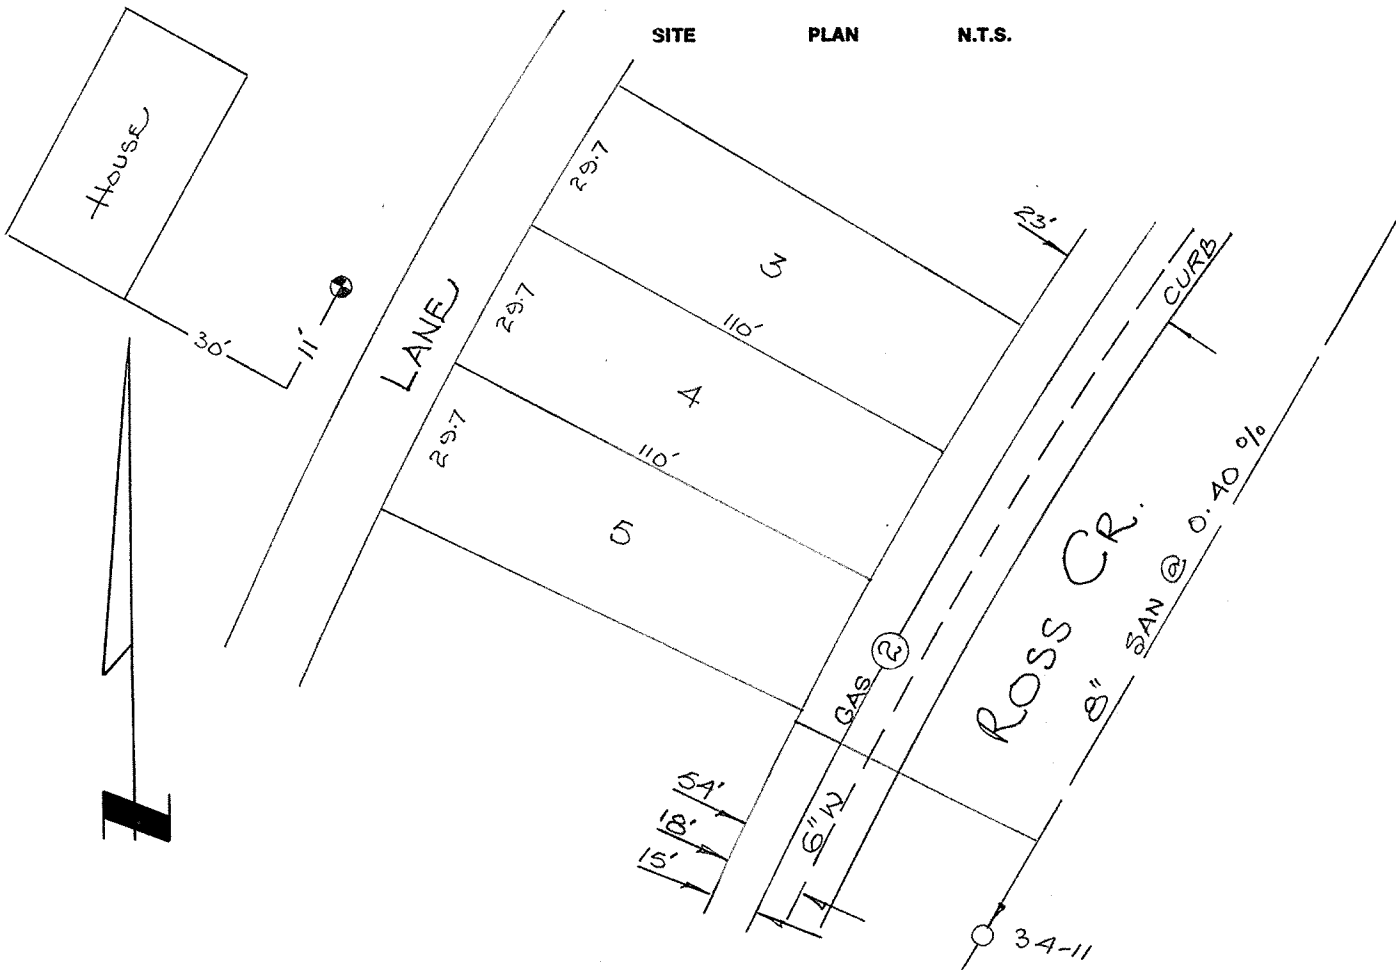 SITE PLAN N.T.S.
HOUSE
30'
11'
LANE
29.7
29.7
29.7
3
110'
4
110'
5
23'
CURB
GAS
2
6" W
ROSS CR.
8" SAN @ 0.40 %
54'
18'
15'
34-11